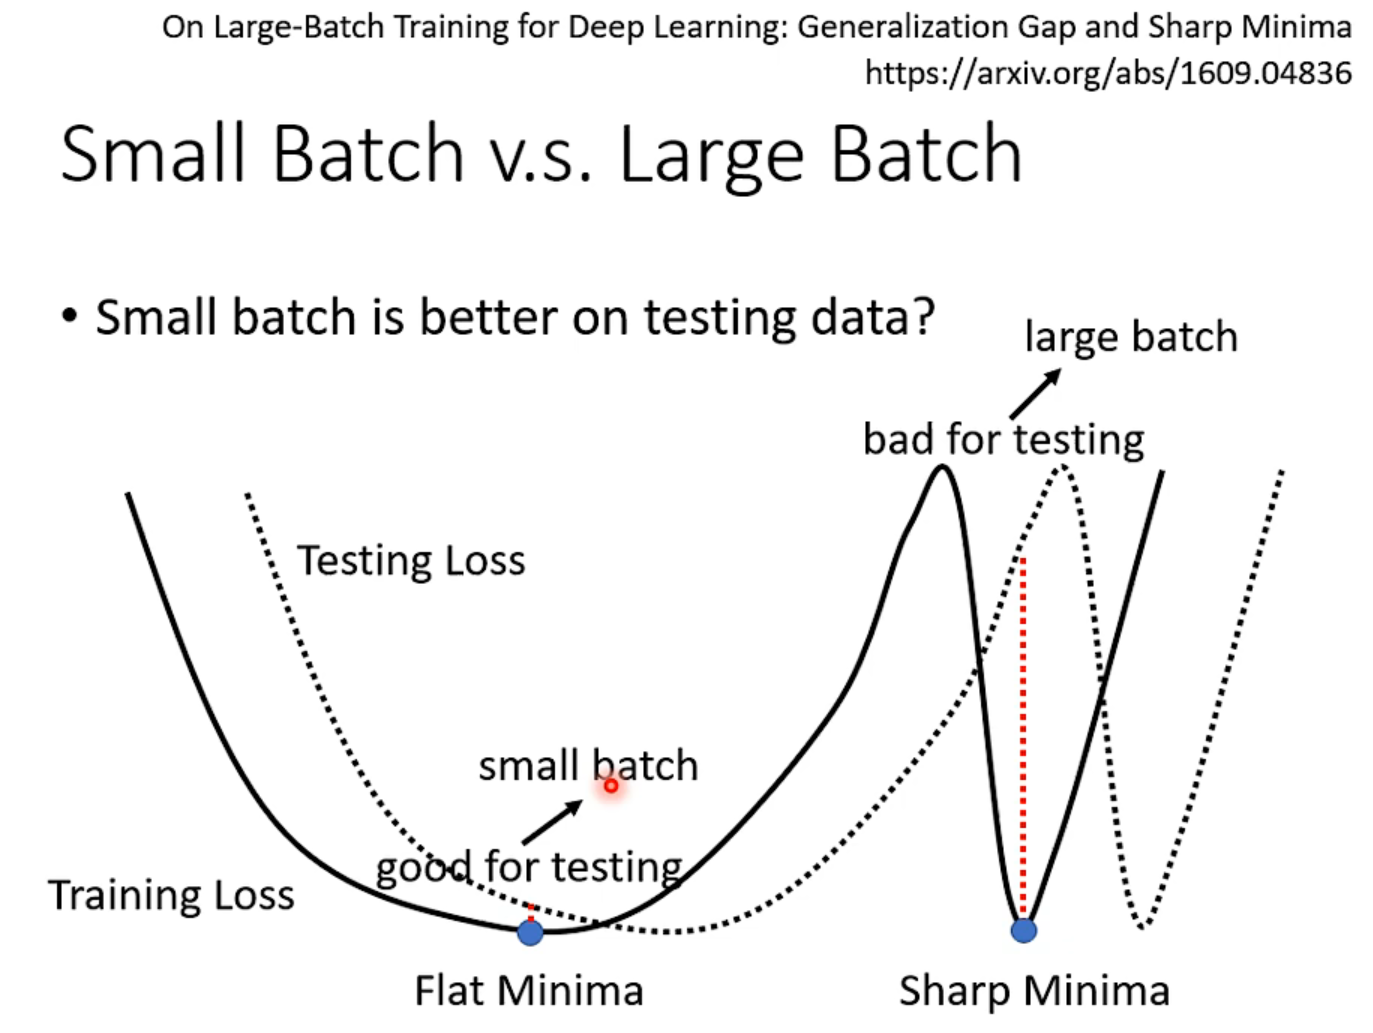 On Large-Batch Training for Deep Learning: Generalization Gap and Sharp Minima
https://arxiv.org/abs/1609.04836
Small Batch v.s. Large Batch
• Small batch is better on testing data?
large batch
bad for testing
Testing Loss
small batch
good for testing
Training Loss
Flat Minima
Sharp Minima